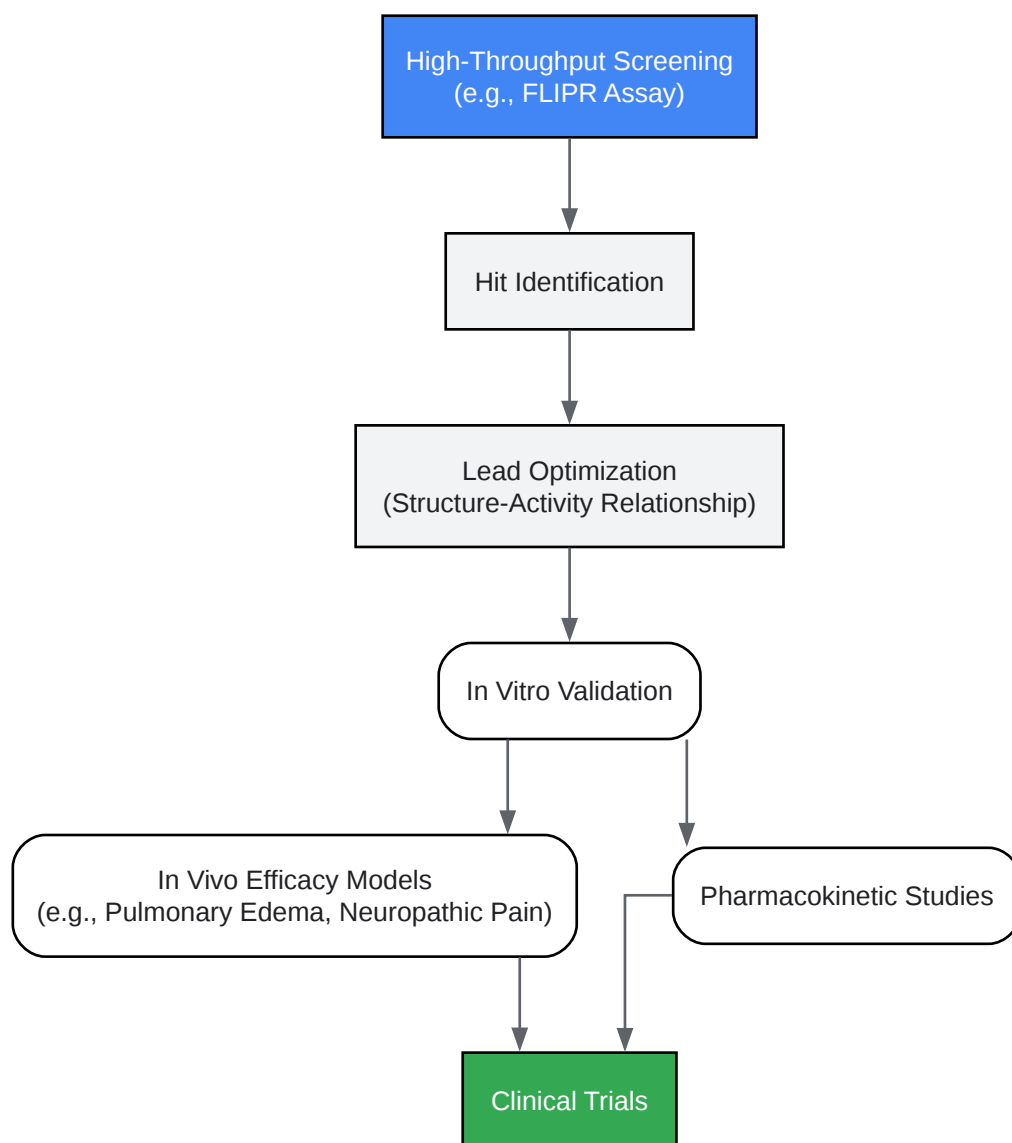 High-Throughput Screening
(e.g., FLIPR Assay)
Hit Identification
Lead Optimization
(Structure-Activity Relationship)
In Vitro Validation
In Vivo Efficacy Models
(e.g., Pulmonary Edema, Neuropathic Pain)
Pharmacokinetic Studies
Clinical Trials